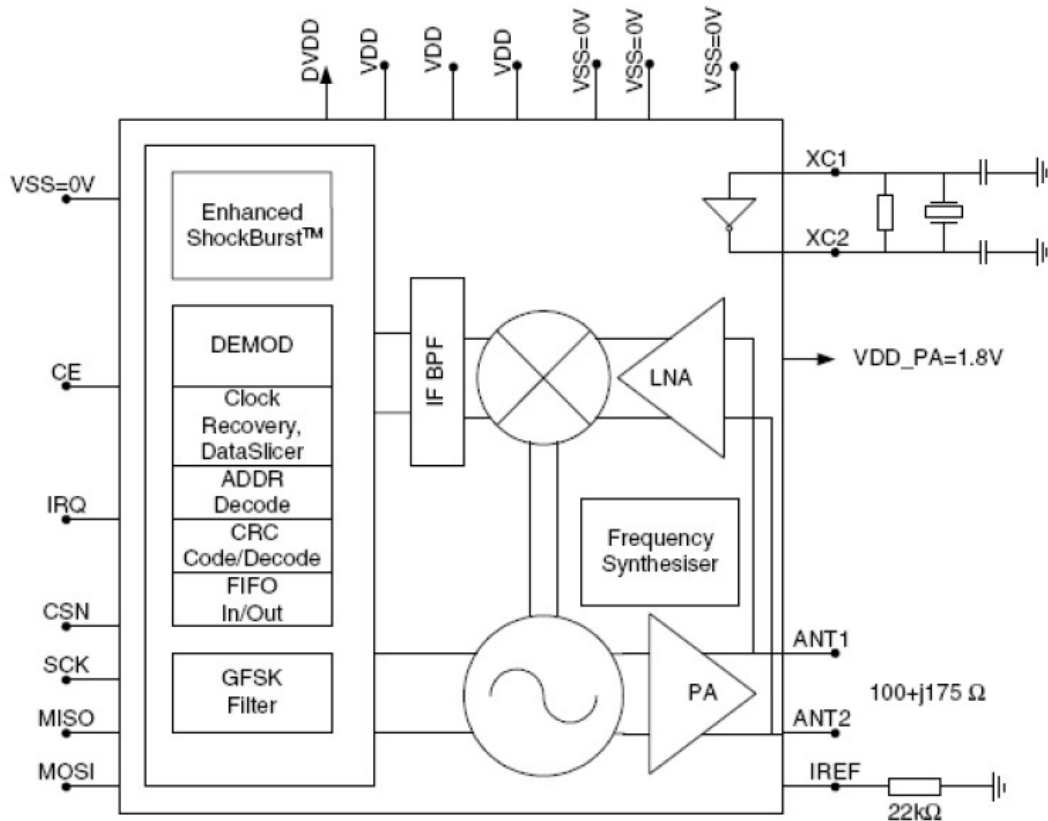 DVDD
VDD
VDD
VDD
VSS=0V
VSS=0V
VSS=0V
VSS=0V
XC1
XC2
Enhanced
ShockBurst™
DEMOD
Clock
Recovery,
DataSlicer
ADDR
Decode
CRC
Code/Decode
FIFO
In/Out
GFSK
Filter
CE
IRQ
CSN
SCK
MISO
MOSI
IF BPF
LNA
VDD_PA=1.8V
Frequency
Synthesiser
PA
ANT1
100+j175 Ω
ANT2
IREF
22kΩ